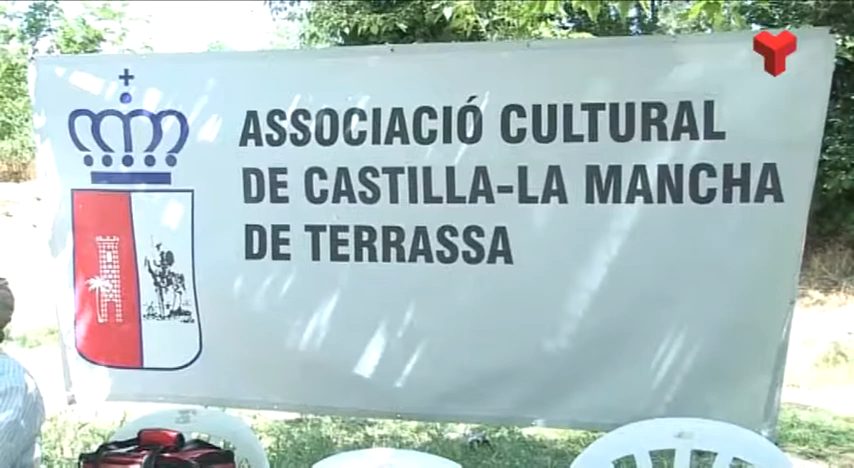 ASSOCIACIÓ CULTURAL
DE CASTILLA-LA MANCHA
DE TERRASSA